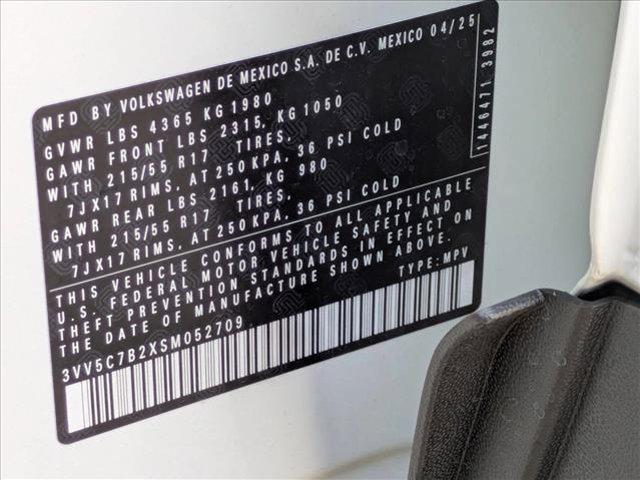 MFD BY VOLKSWAGEN DE MEXICO S.A. DE C.V. MEXICO 04/25
GVWR LBS 4365 KG 1980
GAWR FRONT LBS 2315, KG 1050
WITH 215/55 R17 TIRES,
7JX17 RIMS, AT 250 KPA, 36 PSI COLD
GAWR REAR LBS 2161, KG 980
WITH 215/55 R17 TIRES,
7JX17 RIMS, AT 250 KPA, 36 PSI COLD
THIS VEHICLE CONFORMS TO ALL APPLICABLE
U.S. FEDERAL MOTOR VEHICLE SAFETY AND
THEFT PREVENTION STANDARDS IN EFFECT ON
THE DATE OF MANUFACTURE SHOWN ABOVE.
TYPE: MPV
3VV5C7B2XSM052709
1446471 3982